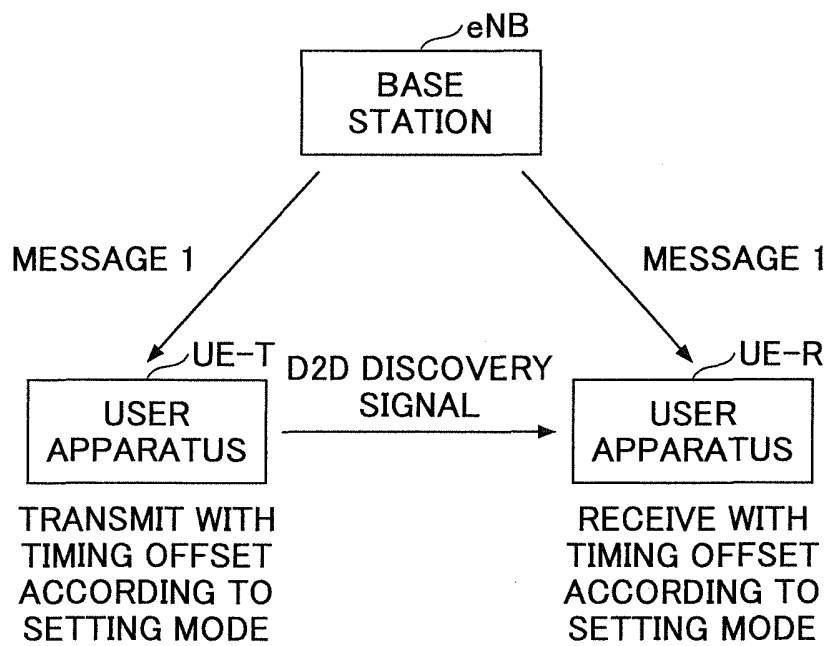 eNB
BASE
STATION
MESSAGE 1
MESSAGE 1
UE-T
D2D DISCOVERY
SIGNAL
UE-R
USER
APPARATUS
USER
APPARATUS
TRANSMIT WITH
TIMING OFFSET
ACCORDING TO
SETTING MODE
RECEIVE WITH
TIMING OFFSET
ACCORDING TO
SETTING MODE